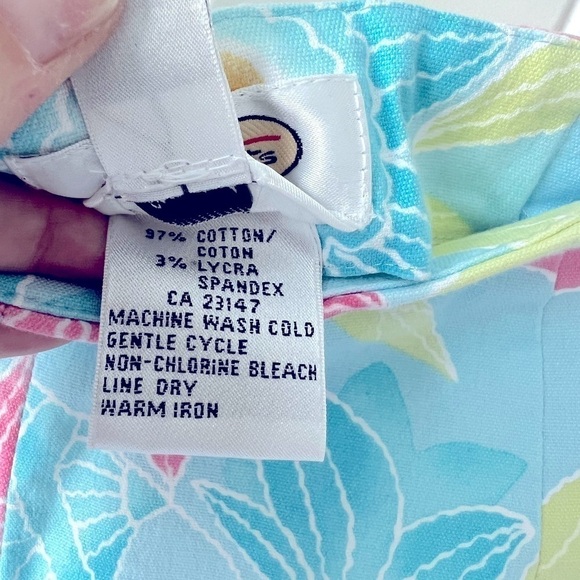 97% COTTON/
COTON
3% LYCRA
SPANDEX
CA 23147
MACHINE WASH COLD
GENTLE CYCLE
NON-CHLORINE BLEACH
LINE DRY
WARM IRON